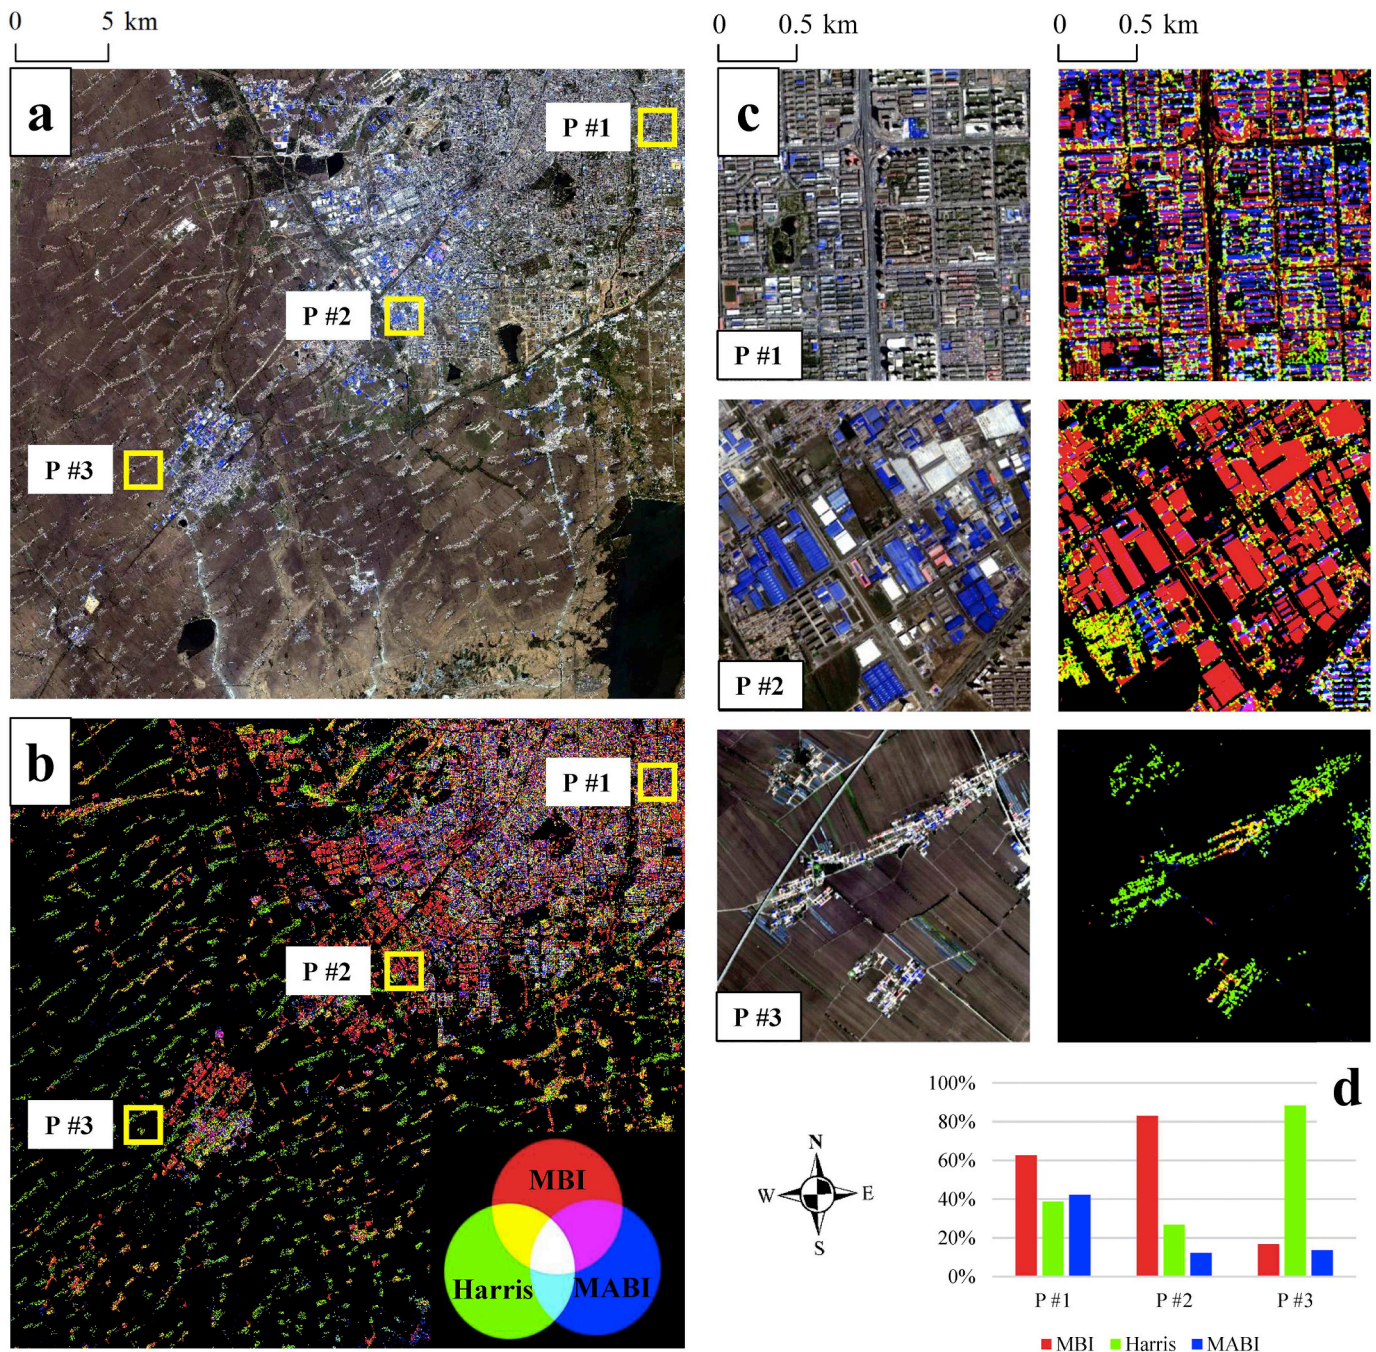 0 5 km
a
P #1
P #2
P #3
b
P #1
P #2
P #3
MBI
Harris
MABI
0 0.5 km
0 0.5 km
c
P #1
P #2
P #3
N
W E
S
d
100%
80%
60%
40%
20%
0%
P #1 P #2 P #3
MBI Harris MABI